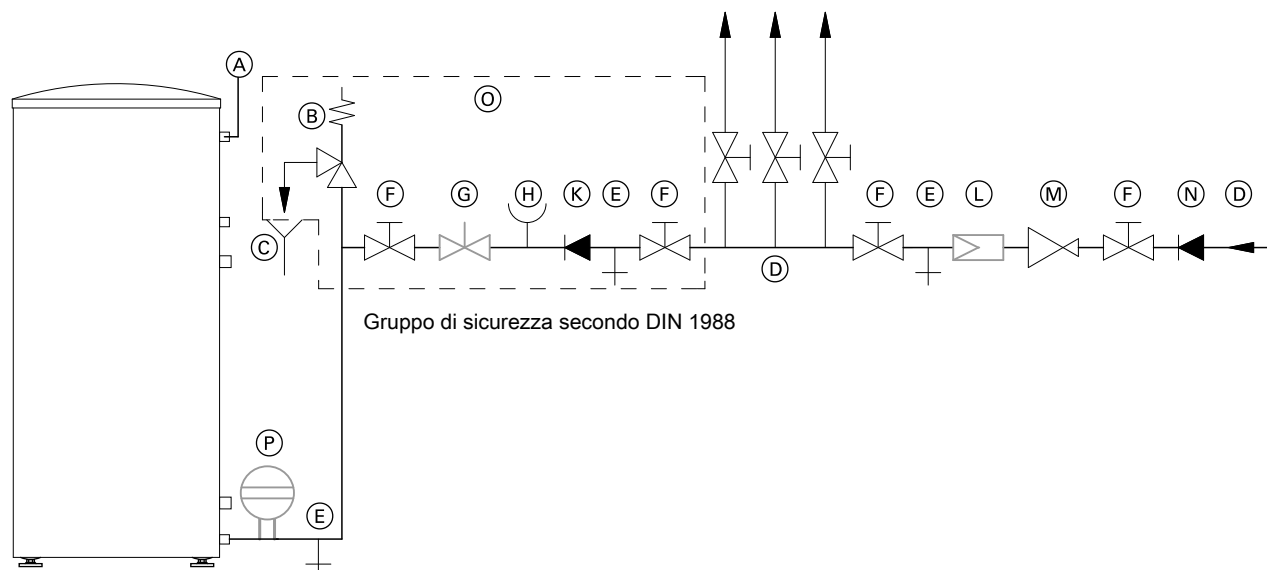 A
O
B
F G H K E F F E L M F N D
C
D
Gruppo di sicurezza secondo DIN 1988
P
E